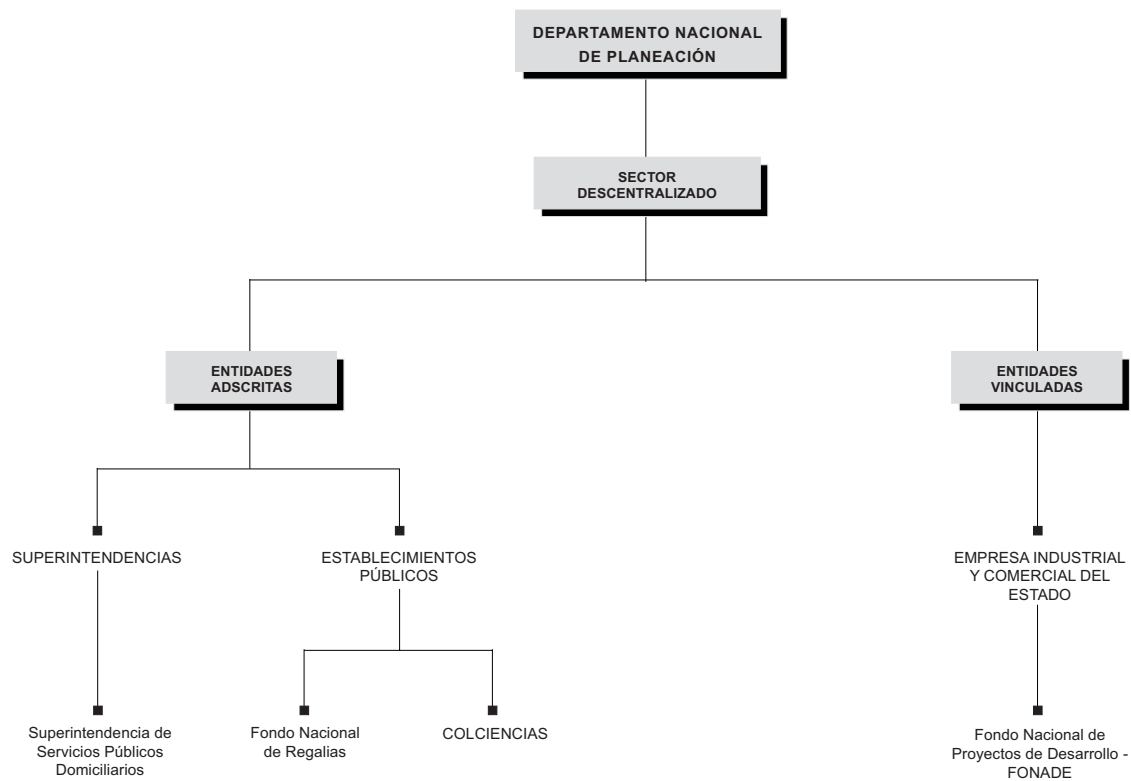 DEPARTAMENTO NACIONAL
DE PLANEACIÓN
SECTOR
DESCENTRALIZADO
ENTIDADES
ADSCRITAS
ENTIDADES
VINCULADAS
SUPERINTENDENCIAS
ESTABLECIMIENTOS
PÚBLICOS
EMPRESA INDUSTRIAL
Y COMERCIAL DEL
ESTADO
Superintendencia de
Servicios Públicos
Domiciliarios
Fondo Nacional
de Regalias
COLCIENCIAS
Fondo Nacional de
Proyectos de Desarrollo -
FONADE